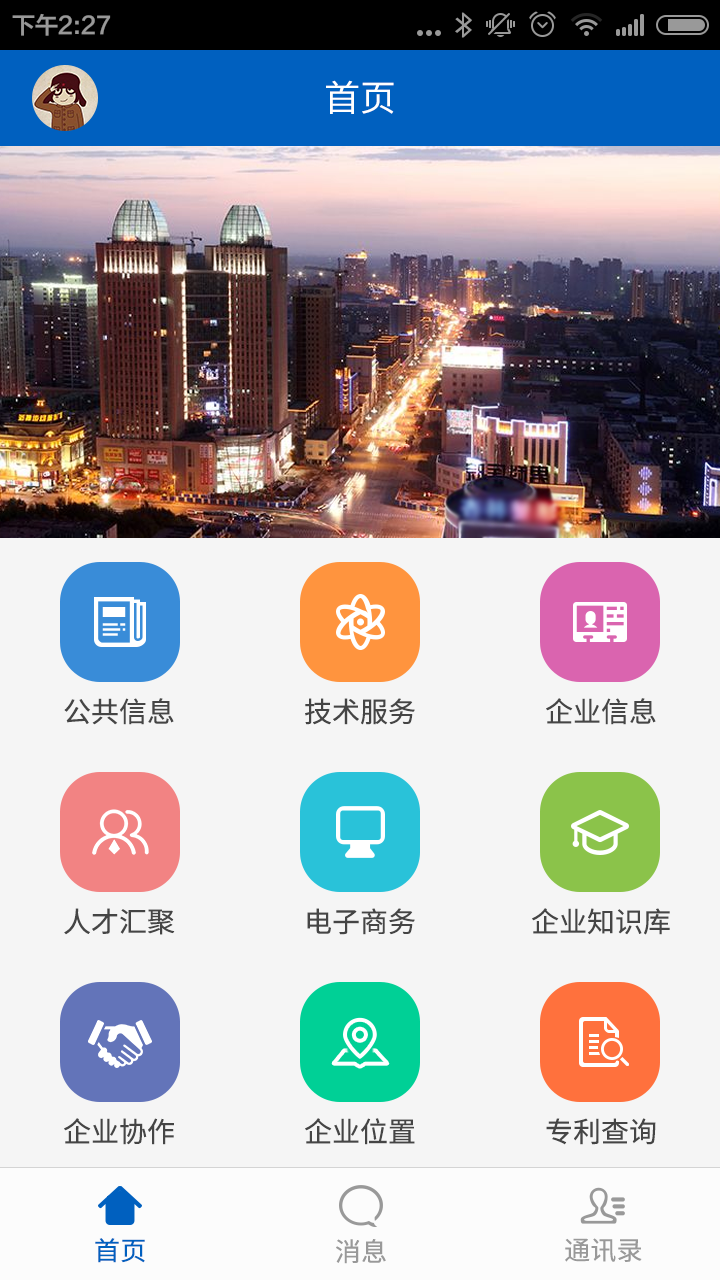 下午2:27
首页
公共信息
技术服务
企业信息
人才汇聚
电子商务
企业知识库
企业协作
企业位置
专利查询
首页
消息
通讯录